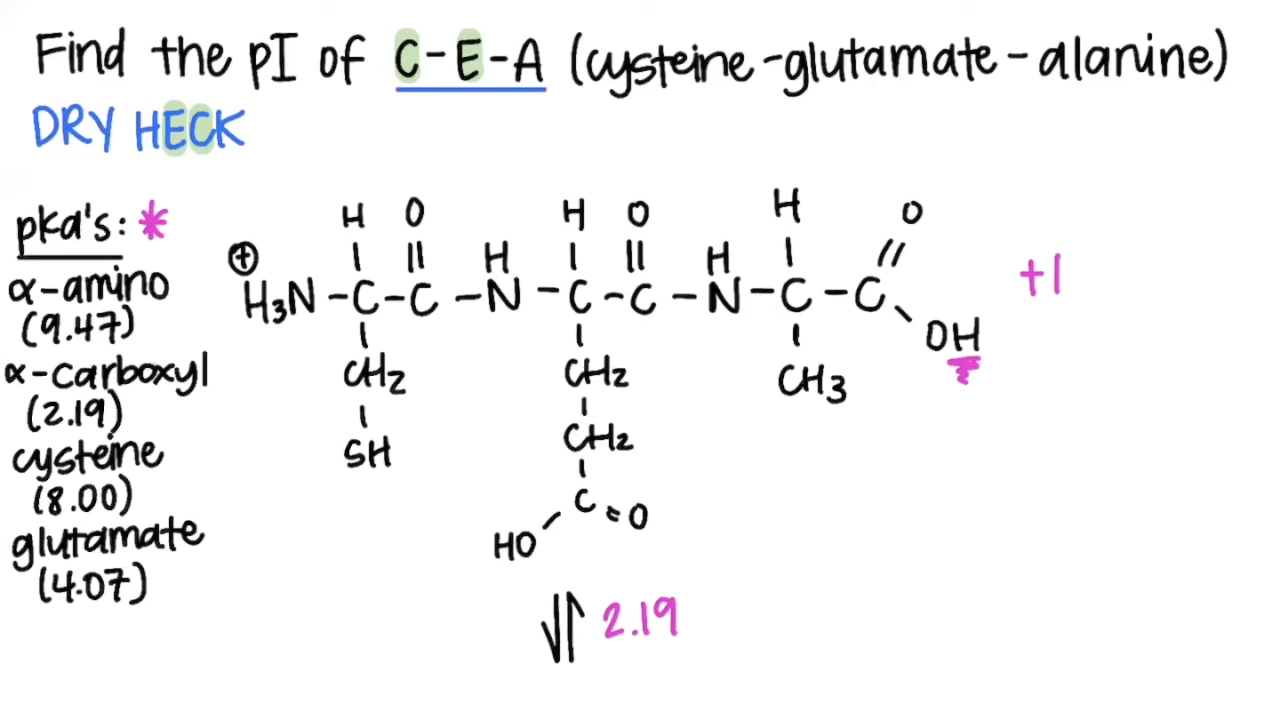 Find the pI of C-E-A (cysteine-glutamate-alanine)
DRY HECK
pka's: *
α-amino
(9.47)
α-carboxyl
(2.19)
cysteine
(8.00)
glutamate
(4.07)
H O H O H O
⊕ H H +1
H3N-C-C-N-C-C-N-C-C
OH
CH2 CH2 CH3
SH CH2
C=O
HO
⥯ 2.19